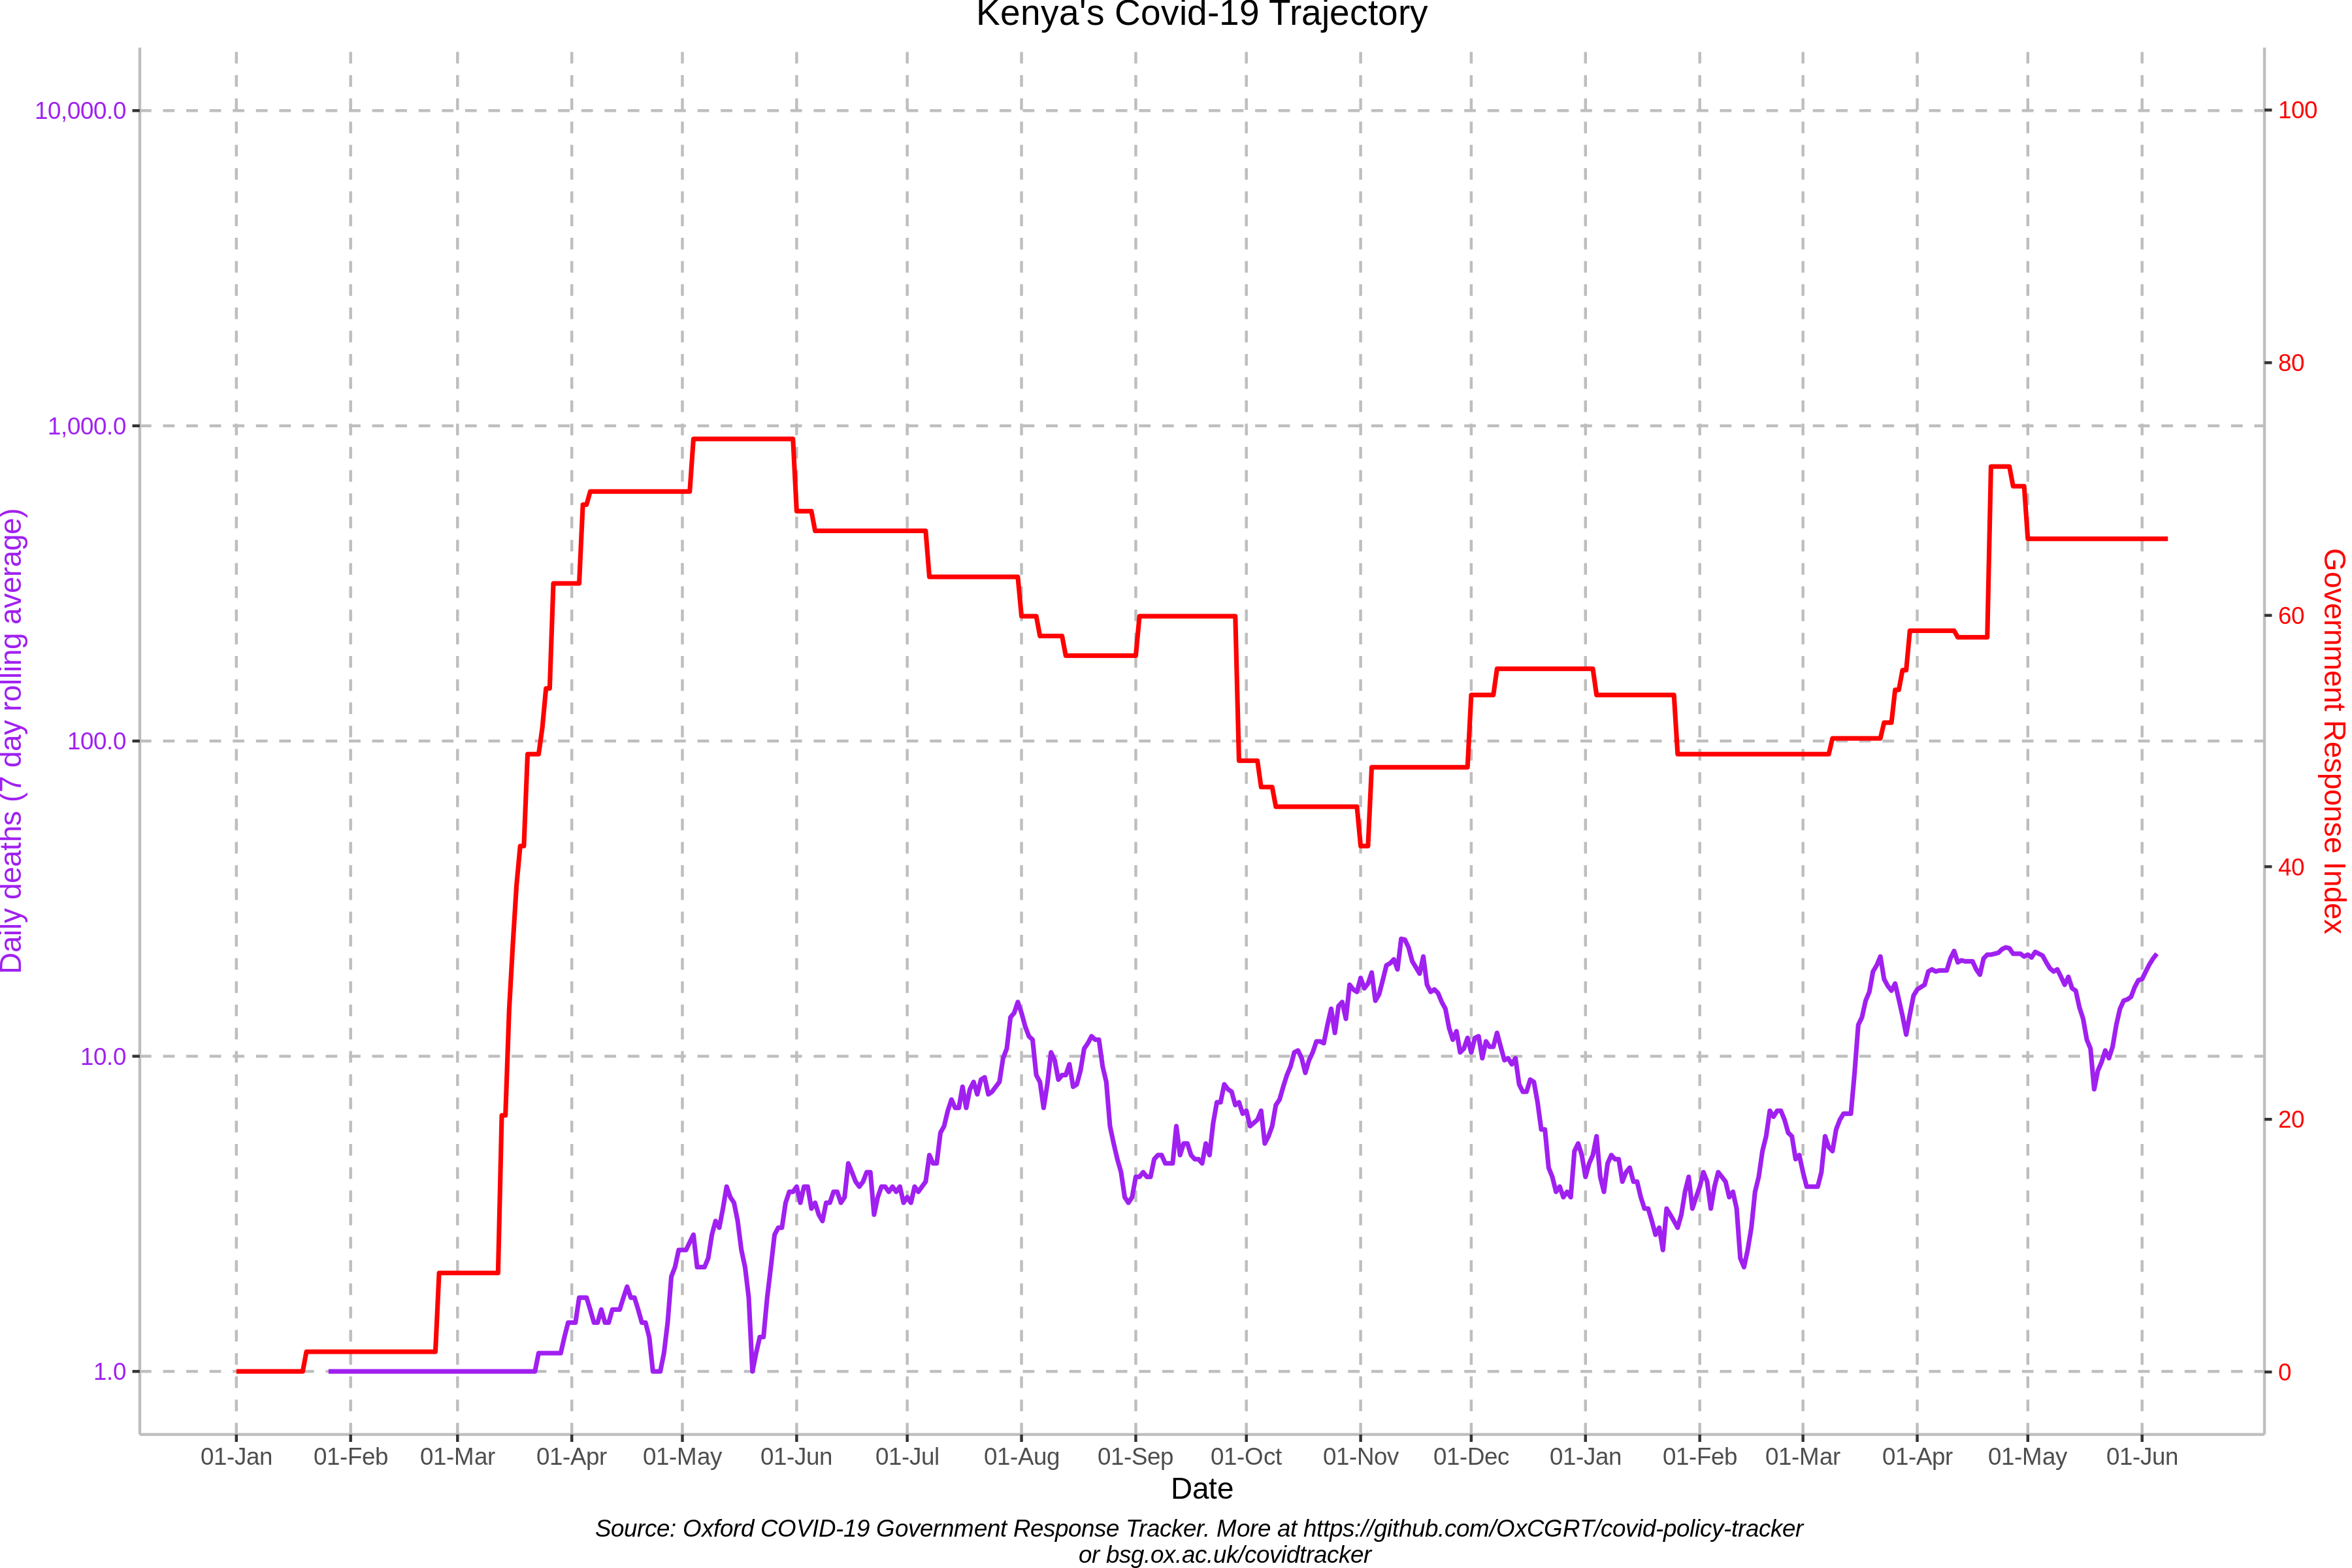 Kenya's Covid-19 Trajectory
10,000.0
1,000.0
100.0
10.0
1.0
Daily deaths (7 day rolling average)
100
80
60
40
20
0
Government Response Index
01-Jan 01-Feb 01-Mar 01-Apr 01-May 01-Jun 01-Jul 01-Aug 01-Sep 01-Oct 01-Nov 01-Dec 01-Jan 01-Feb 01-Mar 01-Apr 01-May 01-Jun
Date
Source: Oxford COVID-19 Government Response Tracker. More at https://github.com/OxCGRT/covid-policy-tracker
or bsg.ox.ac.uk/covidtracker